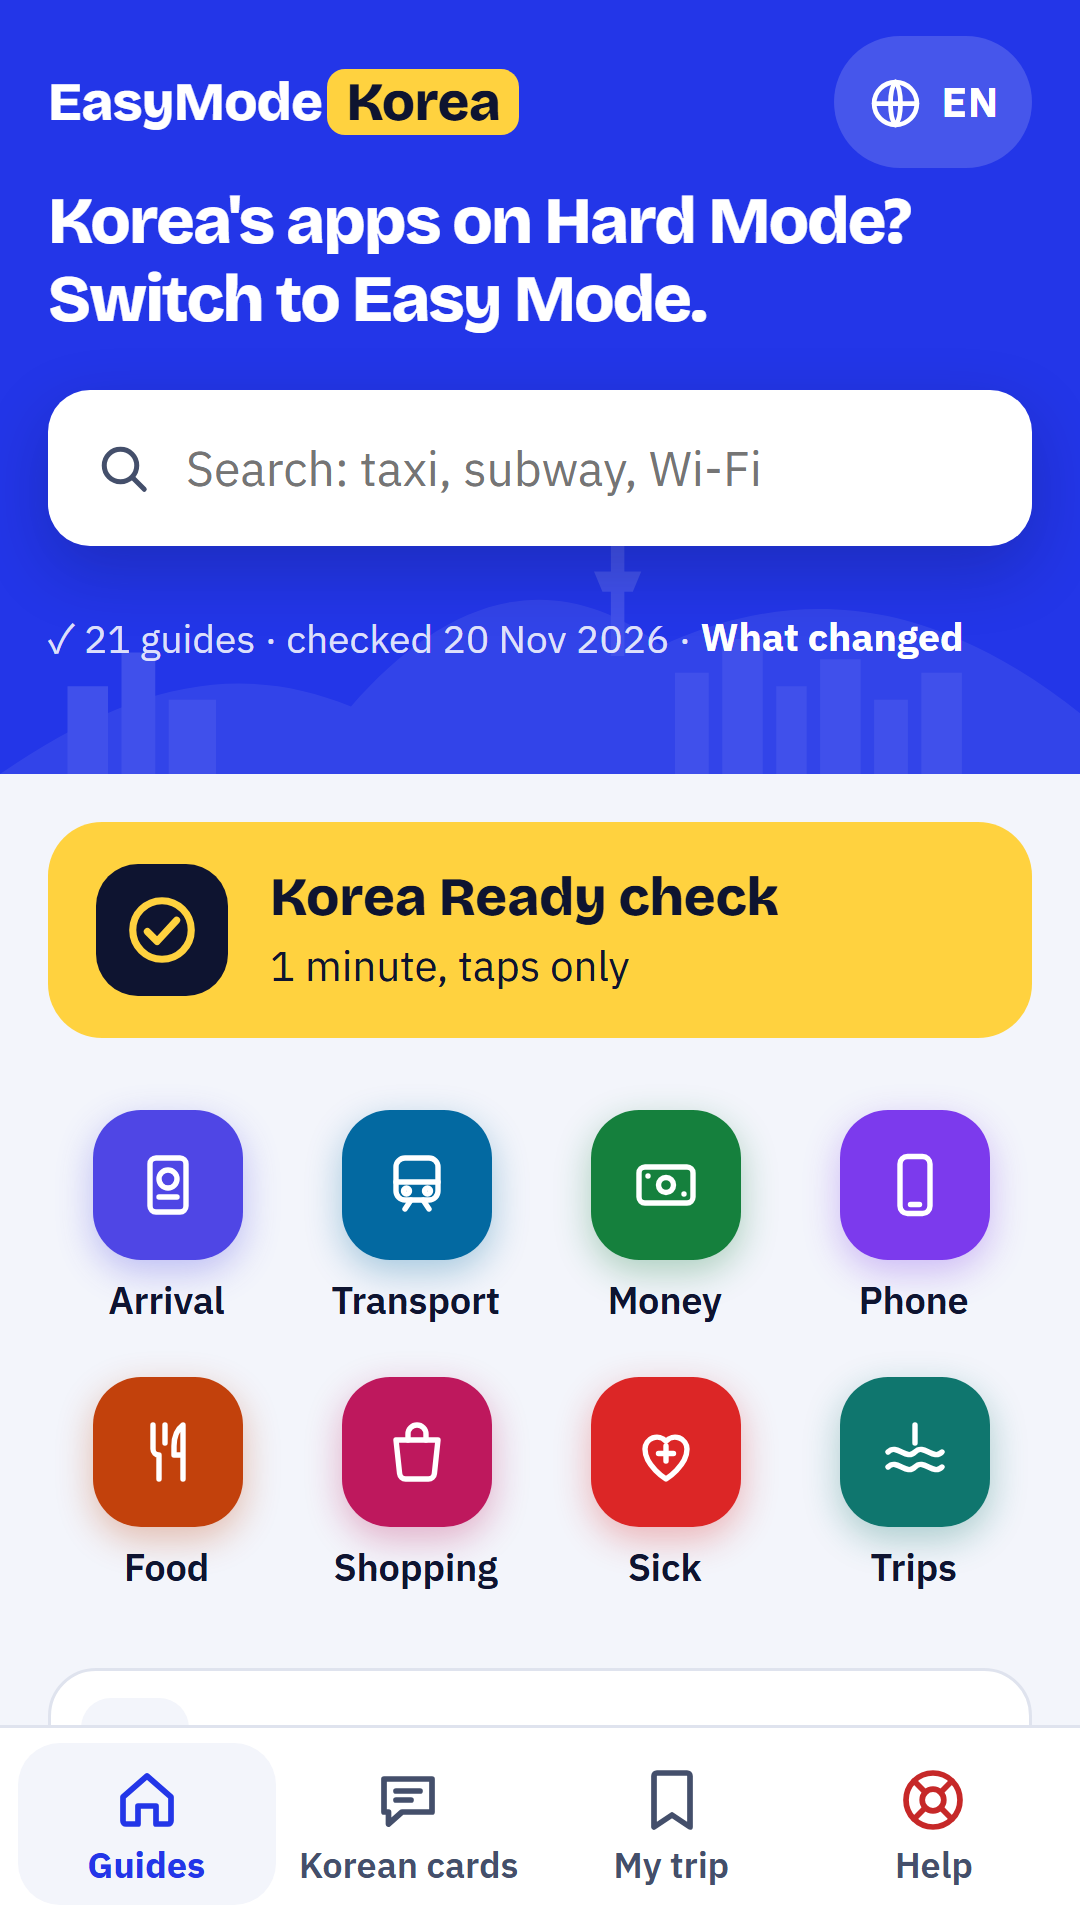 EasyMode Korea
EN
Korea's apps on Hard Mode?
Switch to Easy Mode.
Search: taxi, subway, Wi-Fi
✓ 21 guides · checked 20 Nov 2026 · What changed
Korea Ready check
1 minute, taps only
Arrival
Transport
Money
Phone
Food
Shopping
Sick
Trips
Guides
Korean cards
My trip
Help